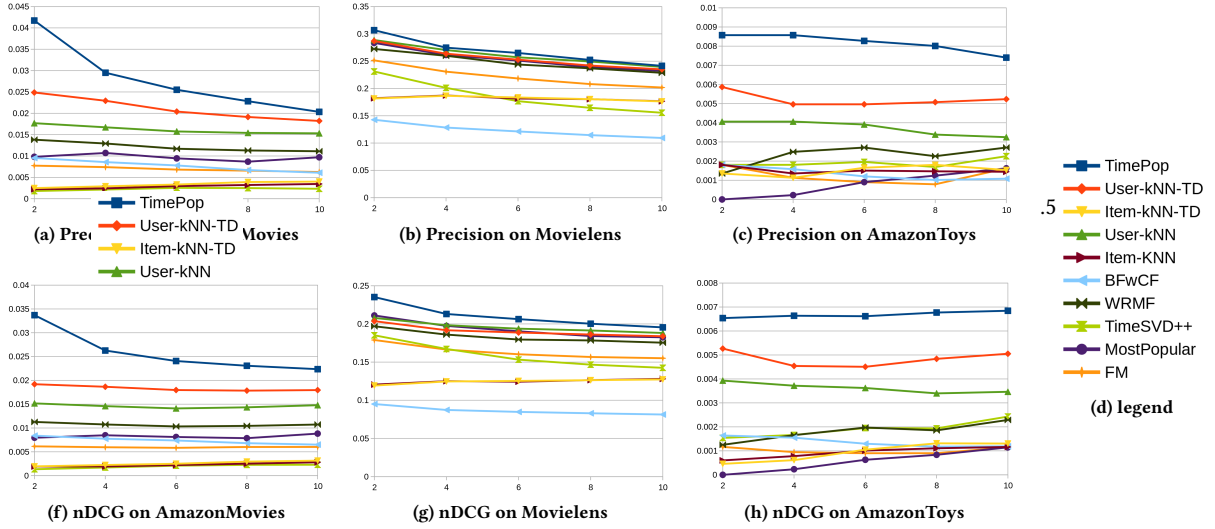 0.045
0.04
0.035
0.03
0.025
0.02
0.015
0.01
0.005
0
2 4 6 8 10
(a) Pre Movies
0.35
0.3
0.25
0.2
0.15
0.1
0.05
0
2 4 6 8 10
(b) Precision on Movielens
0.01
0.009
0.008
0.007
0.006
0.005
0.004
0.003
0.002
0.001
0
2 4 6 8 10
(c) Precision on AmazonToys
TimePop
User-kNN-TD
Item-kNN-TD
User-kNN
.5
TimePop
User-kNN-TD
Item-kNN-TD
User-kNN
Item-KNN
BFwCF
WRMF
TimeSVD++
MostPopular
FM
(d) legend
0.04
0.035
0.03
0.025
0.02
0.015
0.01
0.005
0
2 4 6 8 10
(f) nDCG on AmazonMovies
0.25
0.2
0.15
0.1
0.05
0
2 4 6 8 10
(g) nDCG on Movielens
0.008
0.007
0.006
0.005
0.004
0.003
0.002
0.001
0
2 4 6 8 10
(h) nDCG on AmazonToys